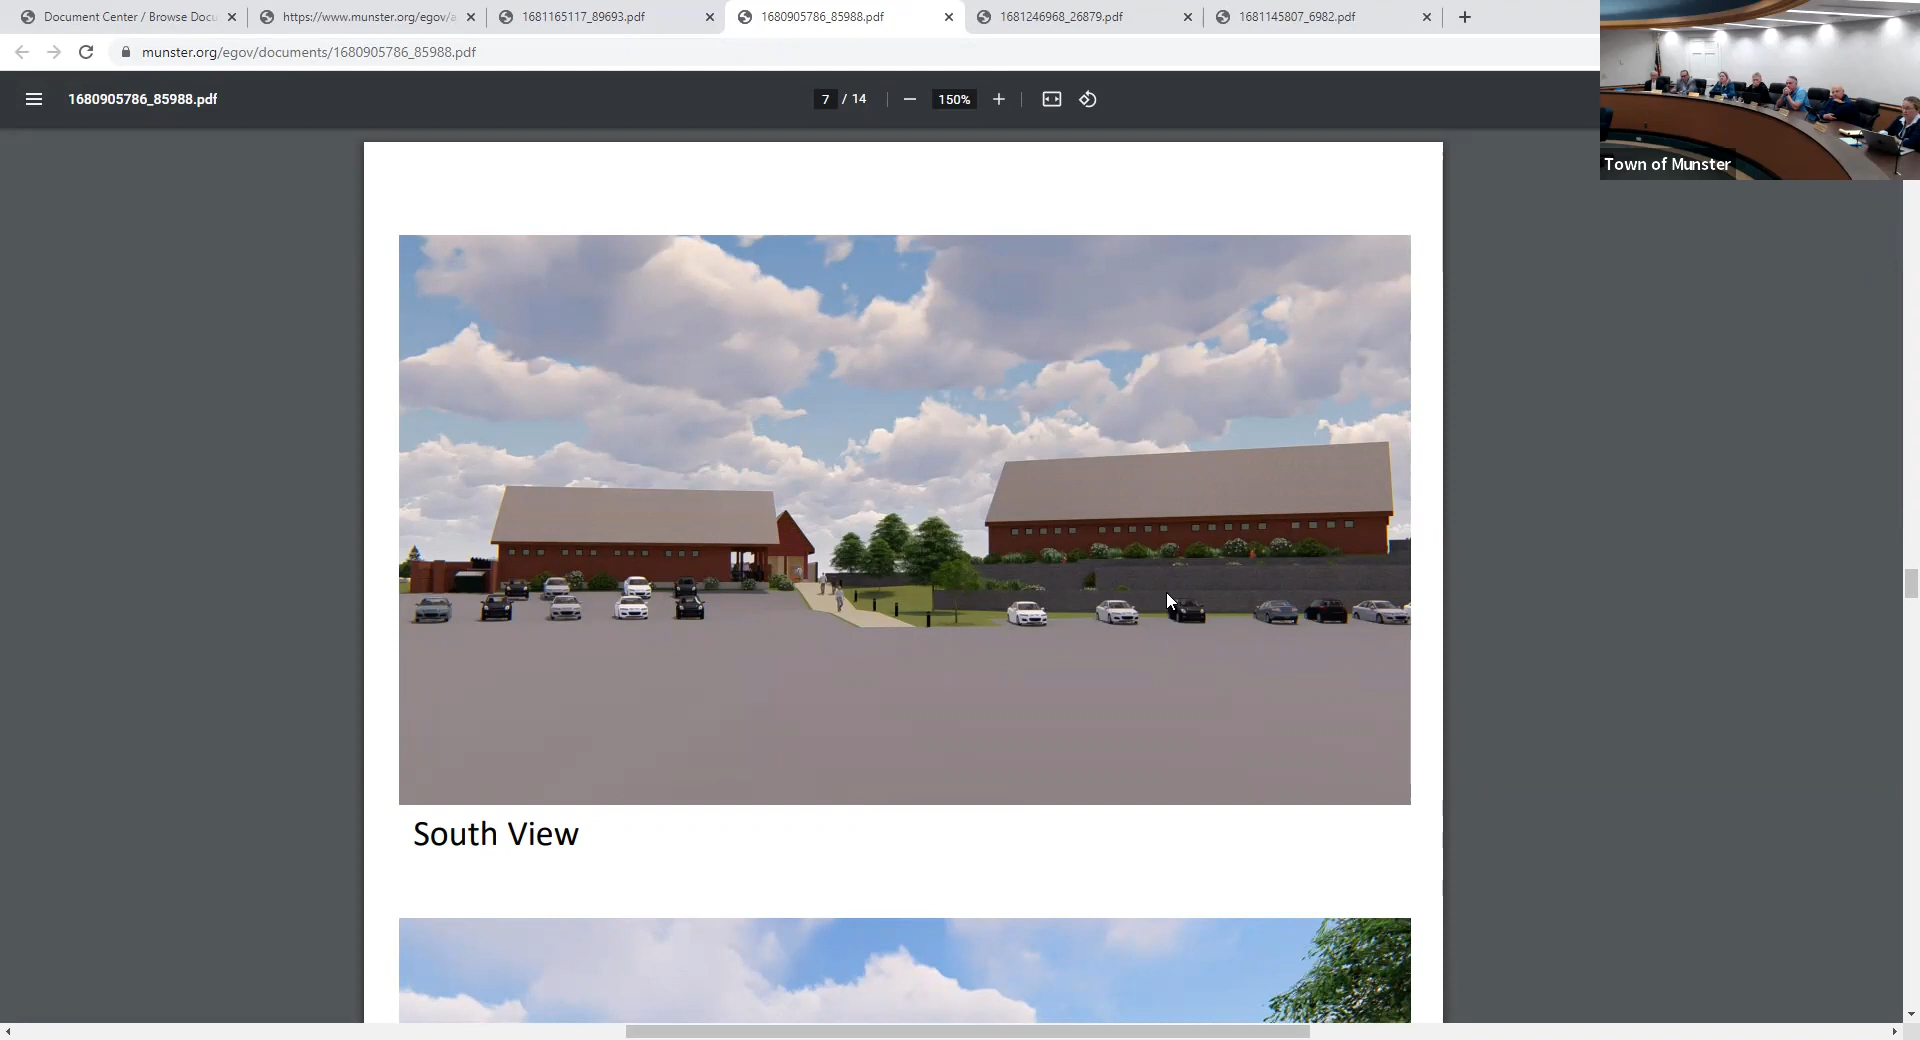 Document Center / Browse Docu
https://www.munster.org/egov/a
1681165117_89693.pdf
1680905786_85988.pdf
1681246968_26879.pdf
1681145807_6982.pdf
munster.org/egov/documents/1680905786_85988.pdf
1680905786_85988.pdf
7 / 14
150%
Town of Munster
South View